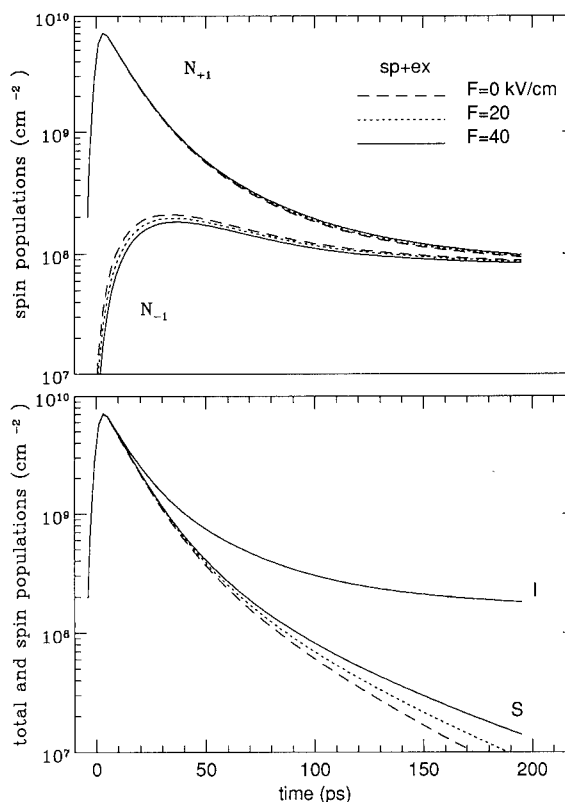 spin populations (cm⁻²)
10¹⁰
10⁹
10⁸
10⁷
N₊₁
N₋₁
sp+ex
F=0 kV/cm
F=20
F=40
total and spin populations (cm⁻²)
10¹⁰
10⁹
10⁸
10⁷
I
S
0 50 100 150 200
time (ps)